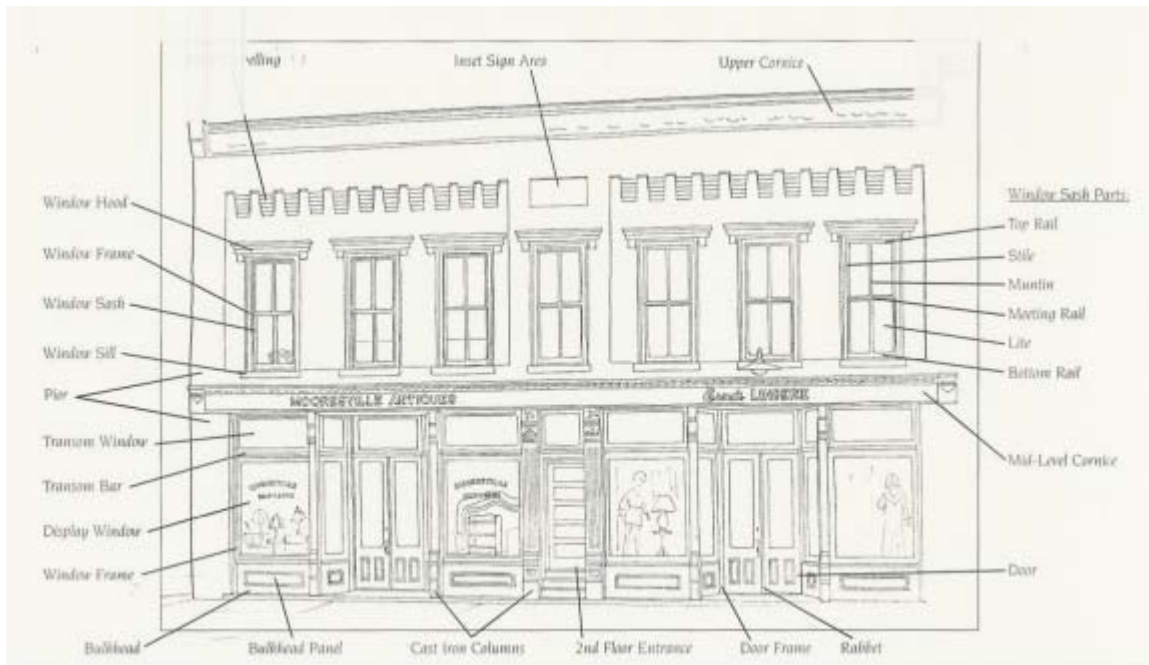 Inset Sign Area
Upper Cornice
Window Hood
Window Frame
Window Sash
Window Sill
Pier
Transom Window
Transom Bar
Display Window
Window Frame
Window Sash Parts:
Top Rail
Stile
Muntin
Meeting Rail
Lite
Bottom Rail
Mid-Level Cornice
Door
MOORESVILLE ANTIQUES
LINGERE
Bulkhead
Bulkhead Panel
Cast Iron Columns
2nd Floor Entrance
Door Frame
Rabbet